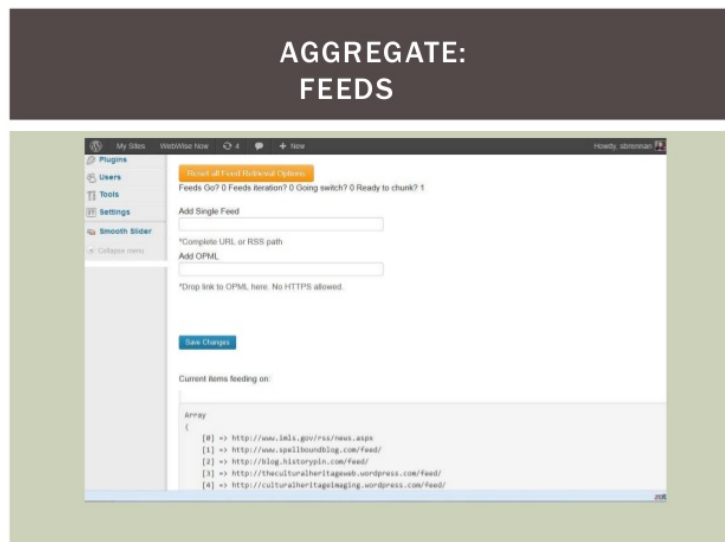 AGGREGATE:
FEEDS
My Sites WebWise Now 4 + New Howdy, sbrennan
Plugins
Users
Tools
Settings
Smooth Slider
Collapse menu
Reset all Feed Retrieval Options
Feeds Go? 0 Feeds iteration? 0 Going switch? 0 Ready to chunk? 1
Add Single Feed
*Complete URL or RSS path
Add OPML
*Drop link to OPML here. No HTTPS allowed.
Save Changes
Current items feeding on:
Array
(
[0] => http://www.imls.gov/rss/news.aspx
[1] => http://www.spellboundblog.com/feed/
[2] => http://blog.historypin.com/feed/
[3] => http://theculturalheritageweb.wordpress.com/feed/
[4] => http://culturalheritageimaging.wordpress.com/feed/